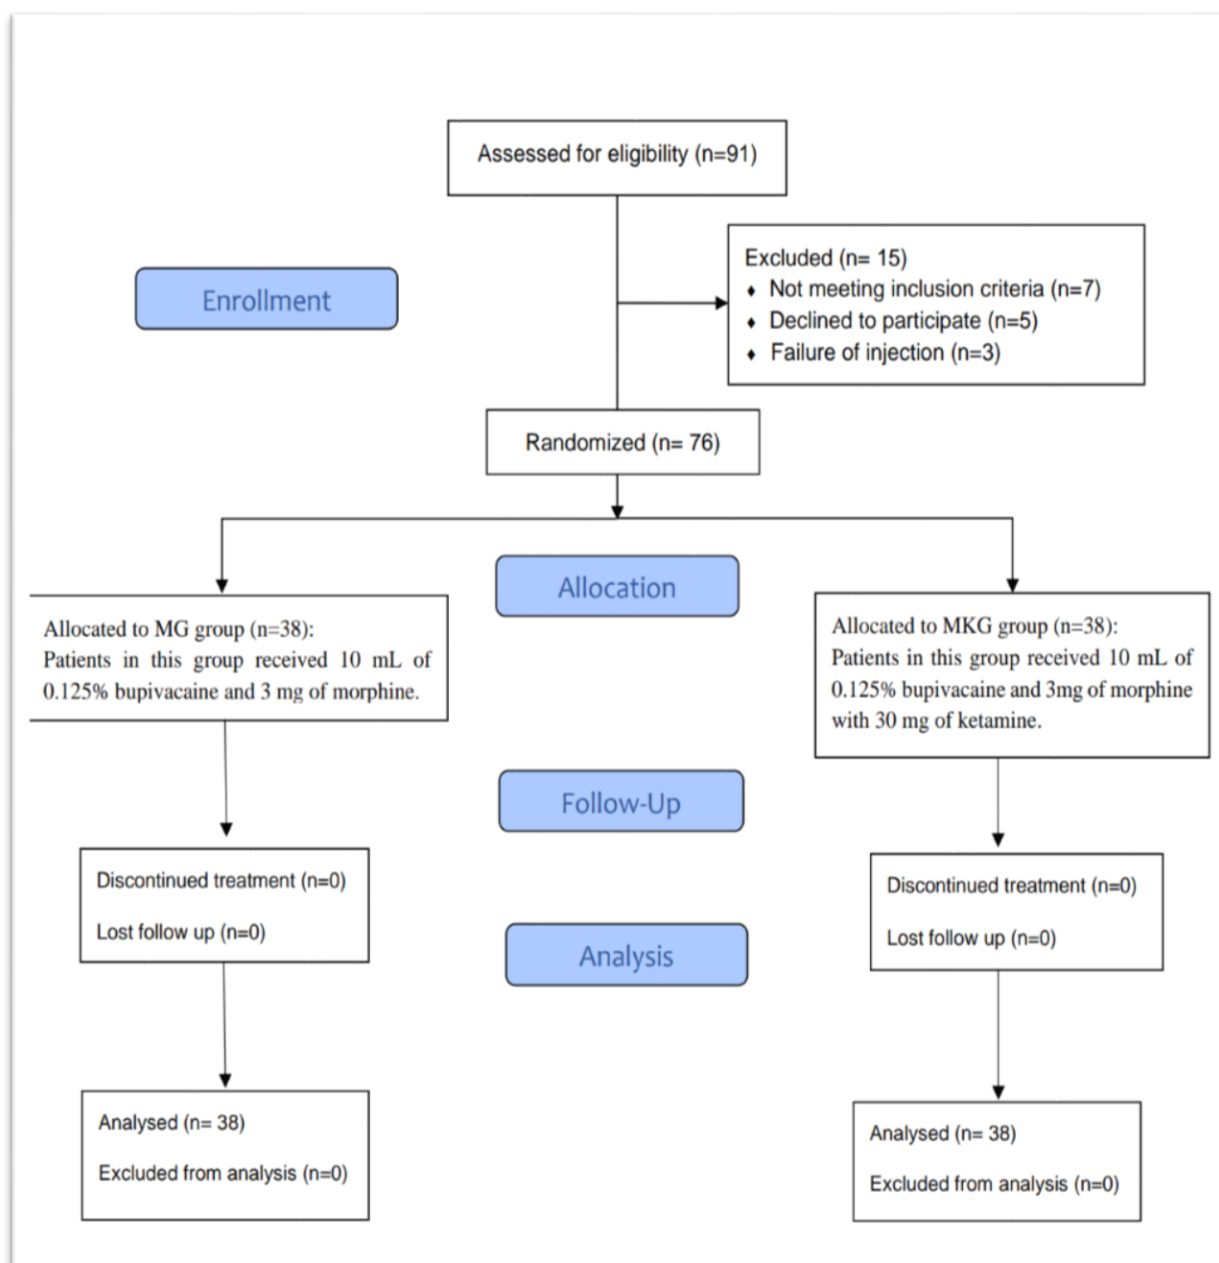 Assessed for eligibility (n=91)
Enrollment
Excluded (n= 15)
♦ Not meeting inclusion criteria (n=7)
♦ Declined to participate (n=5)
♦ Failure of injection (n=3)
Randomized (n= 76)
Allocation
Allocated to MG group (n=38):
Patients in this group received 10 mL of
0.125% bupivacaine and 3 mg of morphine.
Allocated to MKG group (n=38):
Patients in this group received 10 mL of
0.125% bupivacaine and 3mg of morphine
with 30 mg of ketamine.
Follow-Up
Discontinued treatment (n=0)
Lost follow up (n=0)
Discontinued treatment (n=0)
Lost follow up (n=0)
Analysis
Analysed (n= 38)
Excluded from analysis (n=0)
Analysed (n= 38)
Excluded from analysis (n=0)